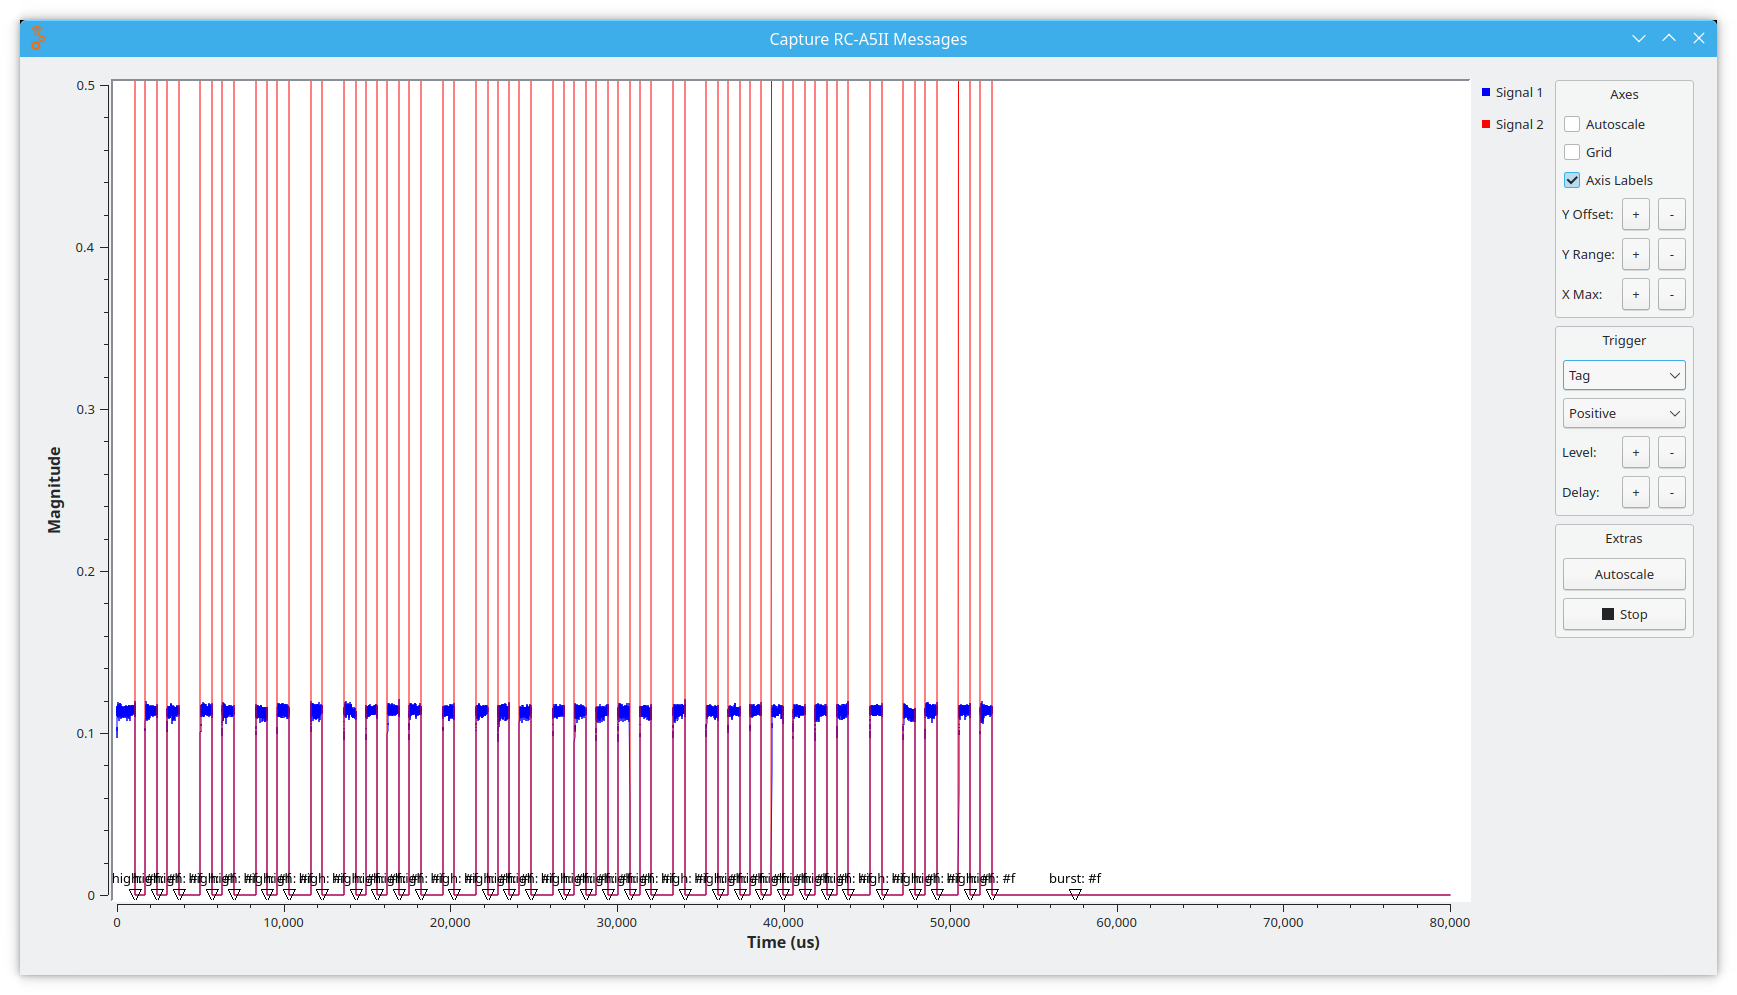 Capture RC-A5II Messages
0.5
0.4
0.3
0.2
0.1
0
Magnitude
burst: #f
0
10,000
20,000
30,000
40,000
50,000
60,000
70,000
80,000
Time (us)
Signal 1
Signal 2
Axes
Autoscale
Grid
Axis Labels
Y Offset: + -
Y Range: + -
X Max: + -
Trigger
Tag
Positive
Level: + -
Delay: + -
Extras
Autoscale
Stop